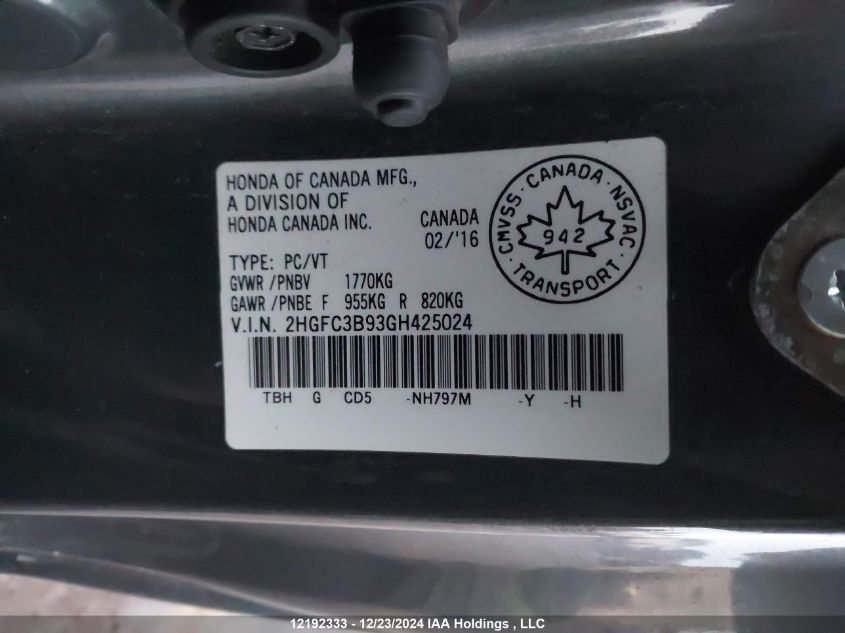 HONDA OF CANADA MFG.,
A DIVISION OF
HONDA CANADA INC.
CANADA
02/'16
CMVSS · CANADA · NSVAC
942
· TRANSPORT ·
TYPE: PC/VT
GVWR /PNBV 1770KG
GAWR /PNBE F 955KG R 820KG
V.I.N. 2HGFC3B93GH425024
TBH G CD5 -NH797M -Y -H
12192333 - 12/23/2024 IAA Holdings , LLC